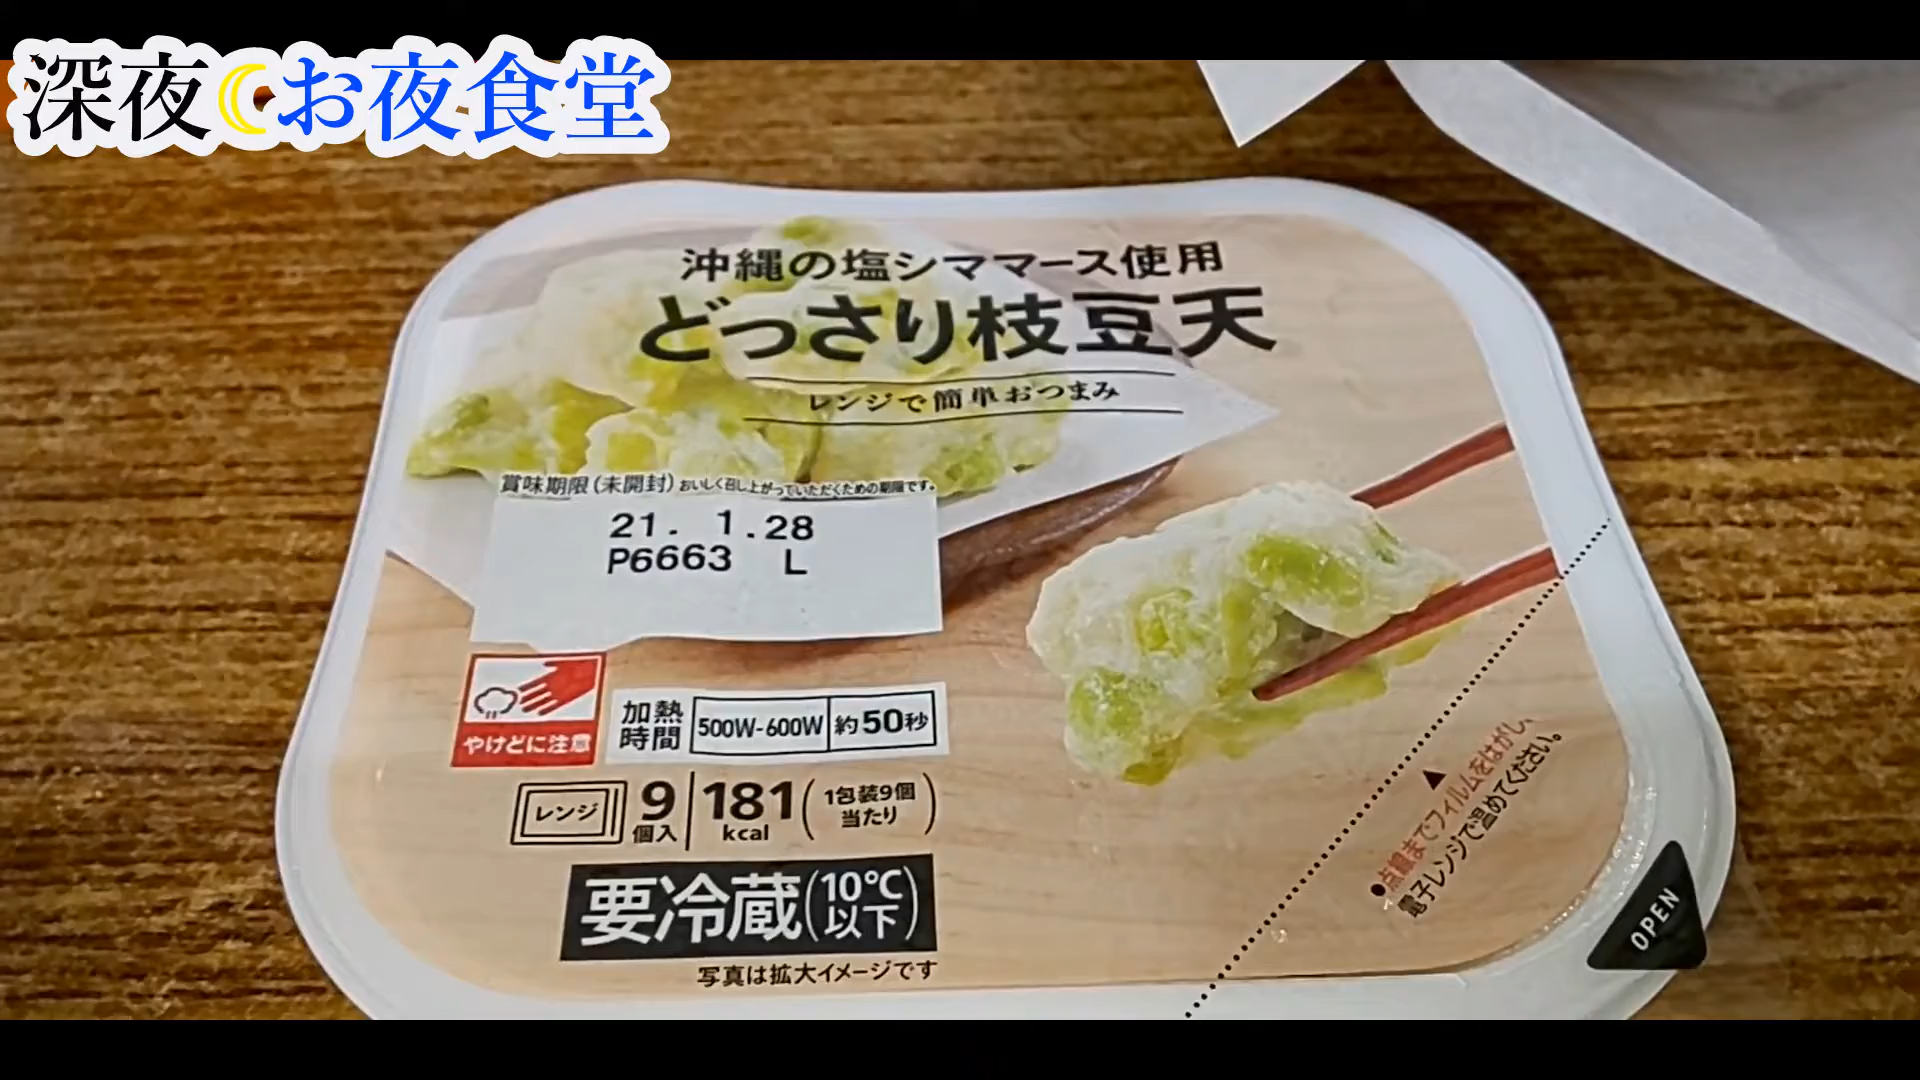 深夜お夜食堂
沖縄の塩シママース使用
どっさり枝豆天
レンジで簡単おつまみ
賞味期限(未開封)おいしく召し上がっていただくための期限です。
21. 1.28
P6663 L
やけどに注意
加熱時間 500W-600W 約50秒
レンジ 9個入 181kcal (1包装9個当たり)
要冷蔵(10℃以下)
写真は拡大イメージです
●点線までフィルムをはがし、
電子レンジで温めてください。
OPEN